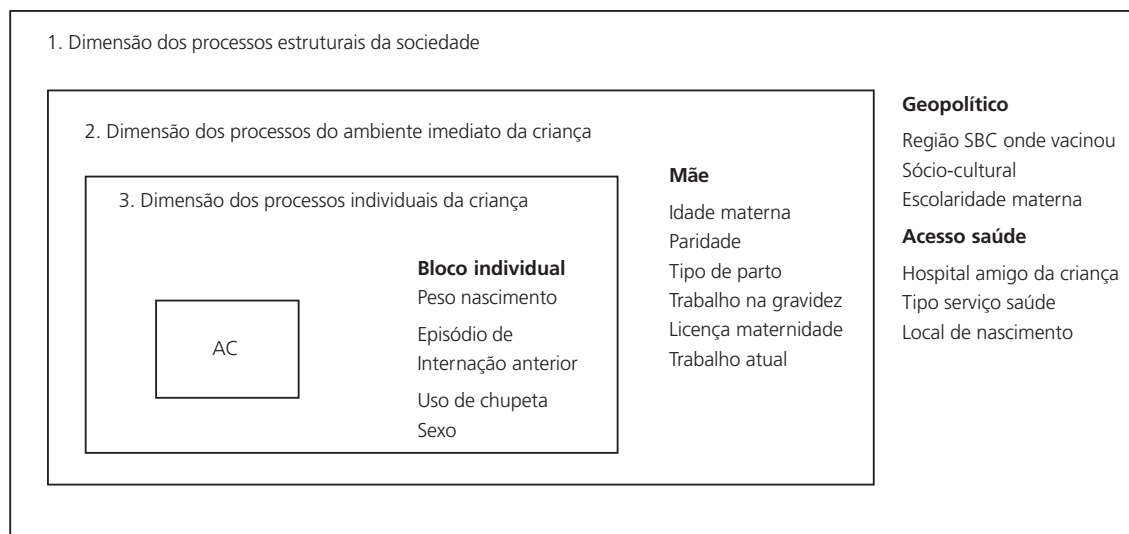 1. Dimensão dos processos estruturais da sociedade
2. Dimensão dos processos do ambiente imediato da criança
3. Dimensão dos processos individuais da criança
AC
Bloco individual
Peso nascimento
Episódio de
Internação anterior
Uso de chupeta
Sexo
Mãe
Idade materna
Paridade
Tipo de parto
Trabalho na gravidez
Licença maternidade
Trabalho atual
Geopolítico
Região SBC onde vacinou
Sócio-cultural
Escolaridade materna
Acesso saúde
Hospital amigo da criança
Tipo serviço saúde
Local de nascimento